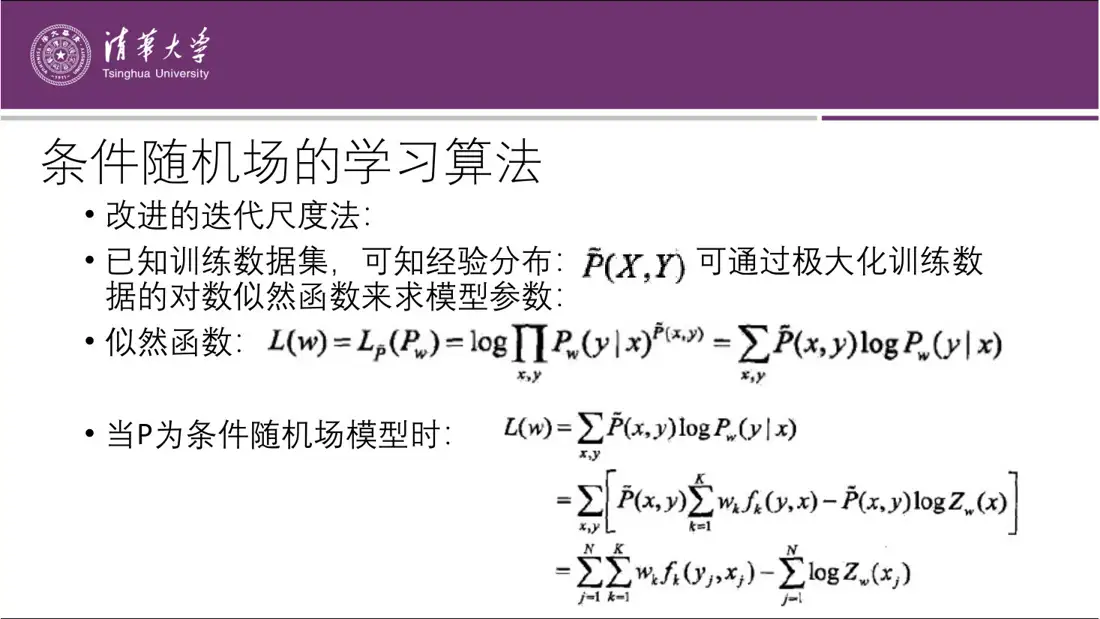 清华大学
Tsinghua University
条件随机场的学习算法
• 改进的迭代尺度法：
• 已知训练数据集，可知经验分布： P̃(X,Y) 可通过极大化训练数
据的对数似然函数来求模型参数：
• 似然函数： L(w) = L_P̃(P_w) = log∏_{x,y} P_w(y|x)^{P̃(x,y)} = ∑_{x,y} P̃(x,y) log P_w(y|x)
• 当P为条件随机场模型时： L(w) = ∑_{x,y} P̃(x,y) log P_w(y|x)
= ∑_{x,y} [P̃(x,y) ∑_{k=1}^{K} w_k f_k(y,x) − P̃(x,y) log Z_w(x)]
= ∑_{j=1}^{N} ∑_{k=1}^{K} w_k f_k(y_j,x_j) − ∑_{j=1}^{N} log Z_w(x_j)